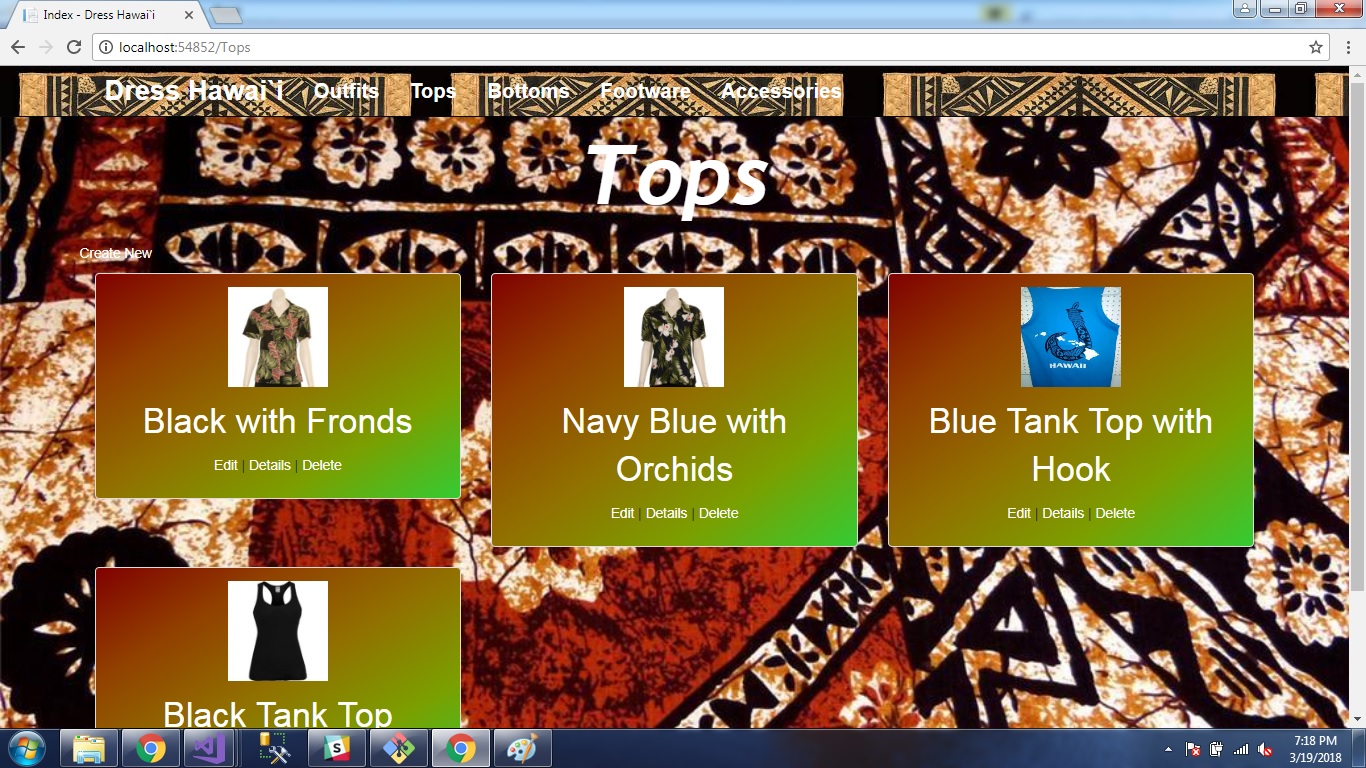 Index - Dress Hawai`i
localhost:54852/Tops
Dress Hawai`i Outfits Tops Bottoms Footware Accessories
Tops
Create New
Black with Fronds
Edit | Details | Delete
Navy Blue with
Orchids
Edit | Details | Delete
HAWAII
Blue Tank Top with
Hook
Edit | Details | Delete
Black Tank Top
S
7:18 PM
3/19/2018